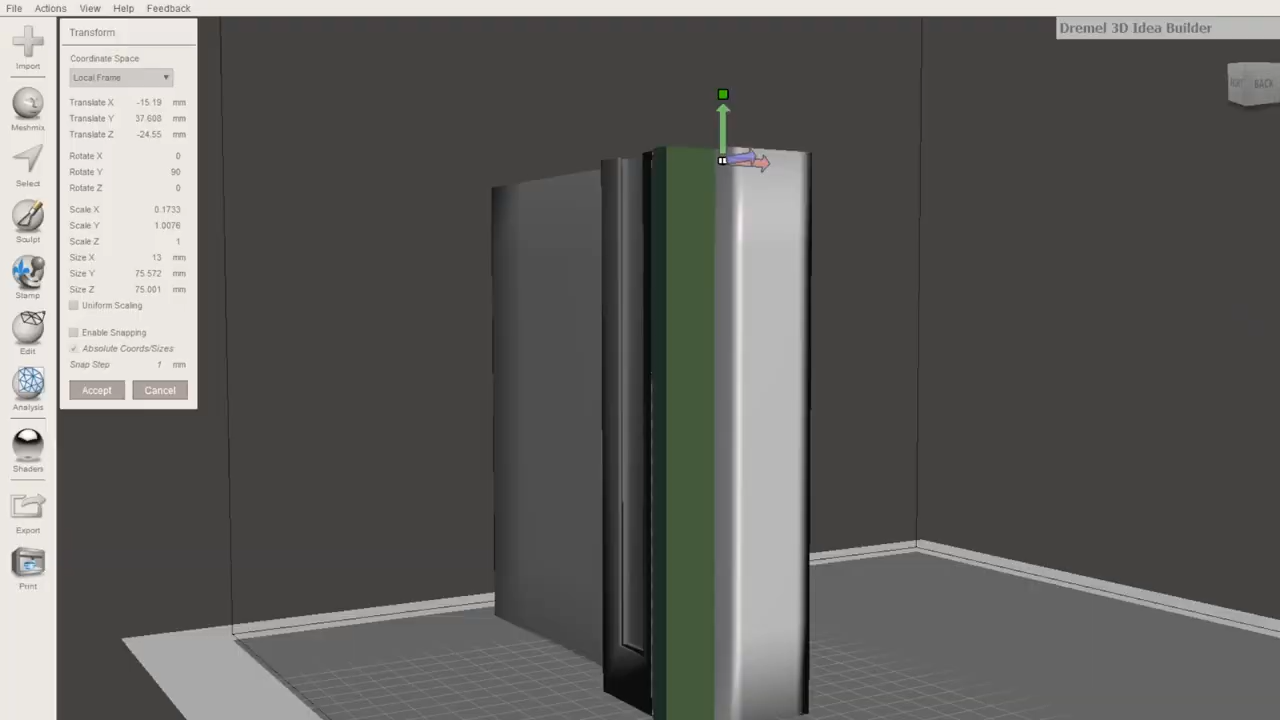 File Actions View Help Feedback
Dremel 3D Idea Builder
Import
Meshmix
Select
Sculpt
Stamp
Edit
Analysis
Shaders
Export
Print
Transform
Coordinate Space
Local Frame
Translate X -15.19 mm
Translate Y 37.608 mm
Translate Z -24.55 mm
Rotate X 0
Rotate Y 90
Rotate Z 0
Scale X 0.1733
Scale Y 1.0076
Scale Z 1
Size X 13 mm
Size Y 75.572 mm
Size Z 75.001 mm
Uniform Scaling
Enable Snapping
Absolute Coords/Sizes
Snap Step 1 mm
Accept Cancel
BACK